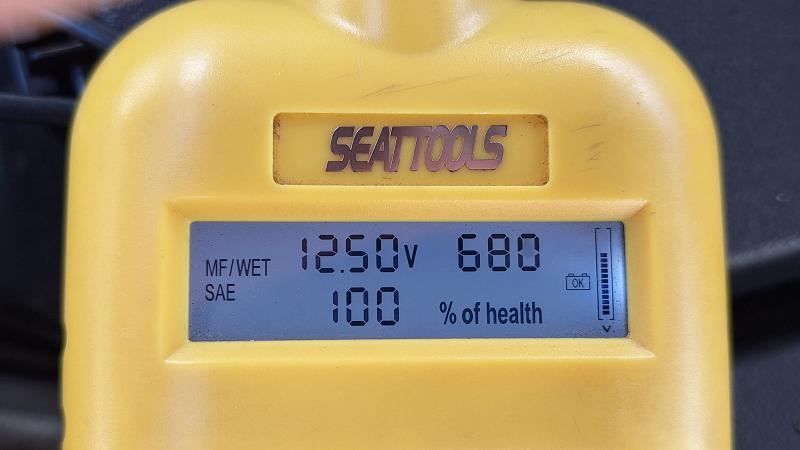 SEATTOOLS
MF/WET 12.50V 680
SAE 100 % of health
OK
V